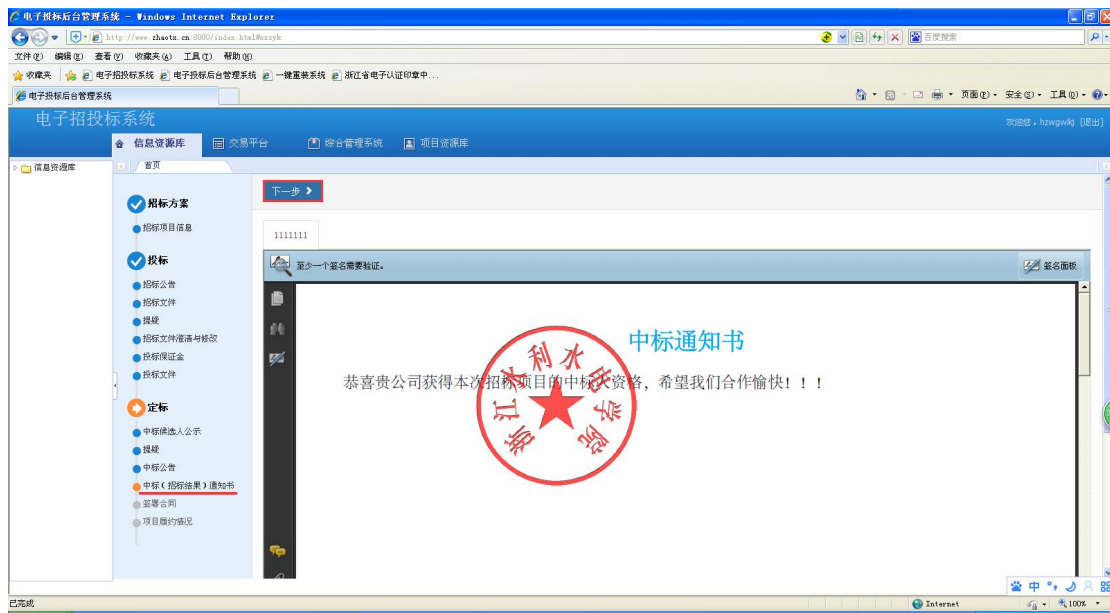 电子投标后台管理系统 - Windows Internet Explorer
http://www.zhaotx.cn:8080/index.html#xxzyk
百度搜索
文件(F) 编辑(E) 查看(V) 收藏夹(A) 工具(T) 帮助(H)
收藏夹 电子招投标系统 电子投标后台管理系统 一键重装系统 浙江省电子认证印章中...
电子投标后台管理系统
页面(P) 安全(S) 工具(O)
电子招投标系统
欢迎您，hzwgwlkj [退出]
信息资源库 交易平台 综合管理系统 项目资源库
信息资源库
首页
下一步
招标方案
招标项目信息
投标
招标公告
招标文件
提疑
招标文件澄清与修改
投标保证金
投标文件
定标
中标候选人公示
提疑
中标公告
中标（招标结果）通知书
签署合同
项目履约情况
1111111
至少一个签名需要验证。
签名面板
中标通知书
恭喜贵公司获得本次招标项目的中标人资格，希望我们合作愉快！！！
浙江水利水电学院
中
已完成
Internet
100%